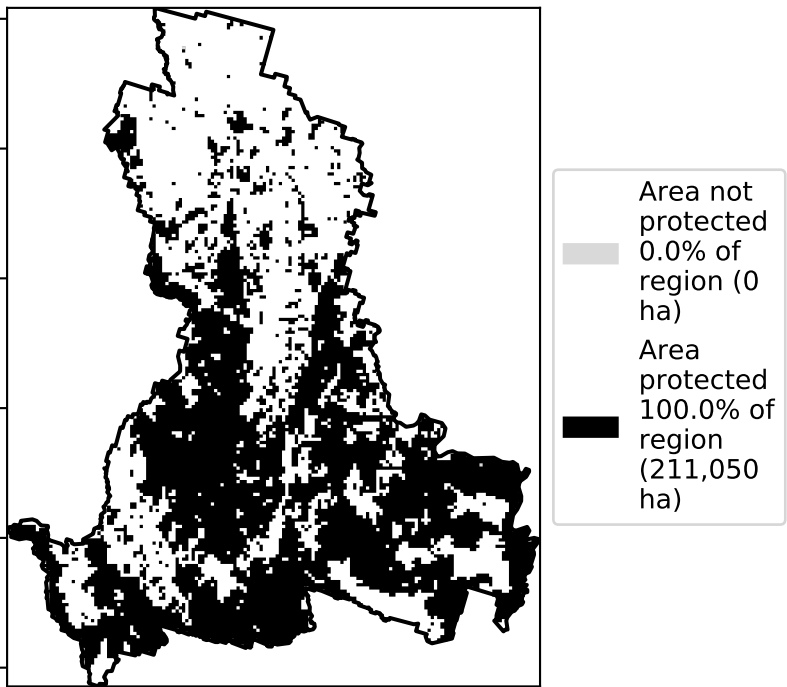 Area not
protected
0.0% of
region (0
ha)
Area
protected
100.0% of
region
(211,050
ha)